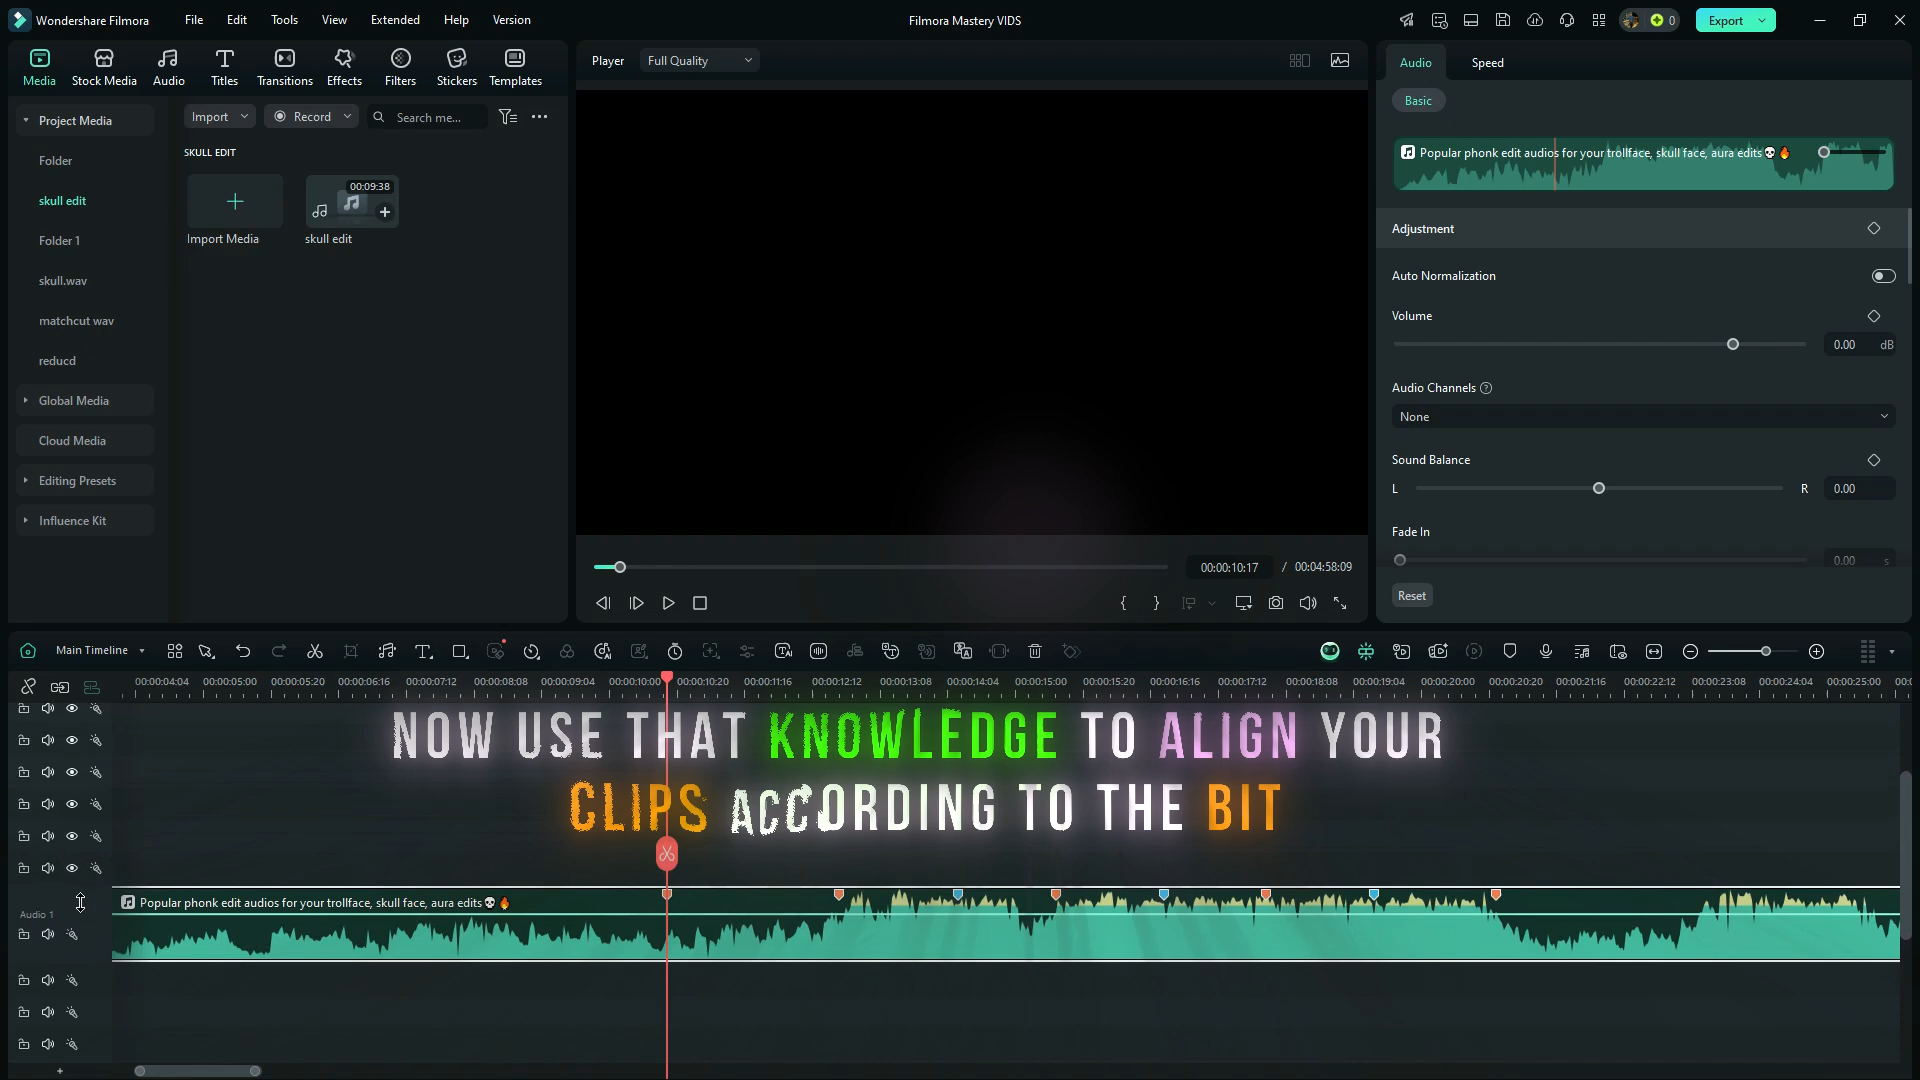 Wondershare Filmora File Edit Tools View Extended Help Version Filmora Mastery VIDS 0 Export
Media Stock Media Audio Titles Transitions Effects Filters Stickers Templates
Player Full Quality
Audio Speed
Basic
Project Media
Folder
skull edit
Folder 1
skull.wav
matchcut wav
reducd
Global Media
Cloud Media
Editing Presets
Influence Kit
Import Record Search me...
SKULL EDIT
00:09:38
Import Media skull edit
00:00:10:17 / 00:04:58:09
Popular phonk edit audios for your trollface, skull face, aura edits💀🔥
Adjustment
Auto Normalization
Volume
0.00 dB
Audio Channels
None
Sound Balance
L R 0.00
Fade In
0.00 s
Reset
Main Timeline
00:00:04:04 00:00:05:00 00:00:05:20 00:00:06:16 00:00:07:12 00:00:08:08 00:00:09:04 00:00:10:00 00:00:10:20 00:00:11:16 00:00:12:12 00:00:13:08 00:00:14:04 00:00:15:00 00:00:15:20 00:00:16:16 00:00:17:12 00:00:18:08 00:00:19:04 00:00:20:00 00:00:20:20 00:00:21:16 00:00:22:12 00:00:23:08 00:00:24:04 00:00:25:00
NOW USE THAT KNOWLEDGE TO ALIGN YOUR
CLIPS ACCORDING TO THE BIT
Popular phonk edit audios for your trollface, skull face, aura edits💀🔥
Audio 1